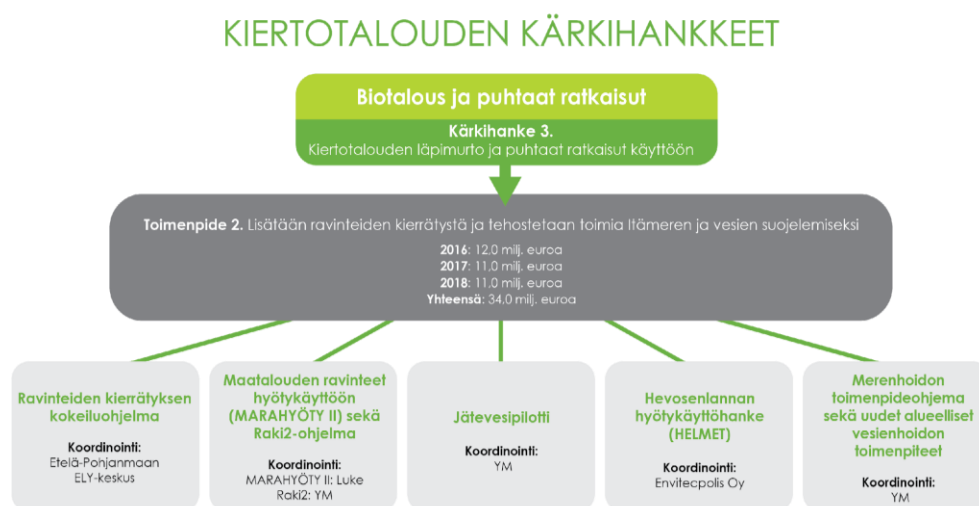 KIERTOTALOUDEN KÄRKIHANKKEET
Biotalous ja puhtaat ratkaisut
Kärkihanke 3.
Kiertotalouden läpimurto ja puhtaat ratkaisut käyttöön
Toimenpide 2. Lisätään ravinteiden kierrätystä ja tehostetaan toimia Itämeren ja vesien suojelemiseksi
2016: 12,0 milj. euroa
2017: 11,0 milj. euroa
2018: 11,0 milj. euroa
Yhteensä: 34,0 milj. euroa
Ravinteiden kierrätyksen
kokeiluohjelma
Koordinointi:
Etelä-Pohjanmaan
ELY-keskus
Maatalouden ravinteet
hyötykäyttöön
(MARAHYÖTY II) sekä
Raki2-ohjelma
Koordinointi:
MARAHYÖTY II: Luke
Raki2: YM
Jätevesipilotti
Koordinointi:
YM
Hevosenlannan
hyötykäyttöhanke
(HELMET)
Koordinointi:
Envitecpolis Oy
Merenhoidon
toimenpideohjema
sekä uudet alueelliset
vesienhoidon
toimenpiteet
Koordinointi:
YM